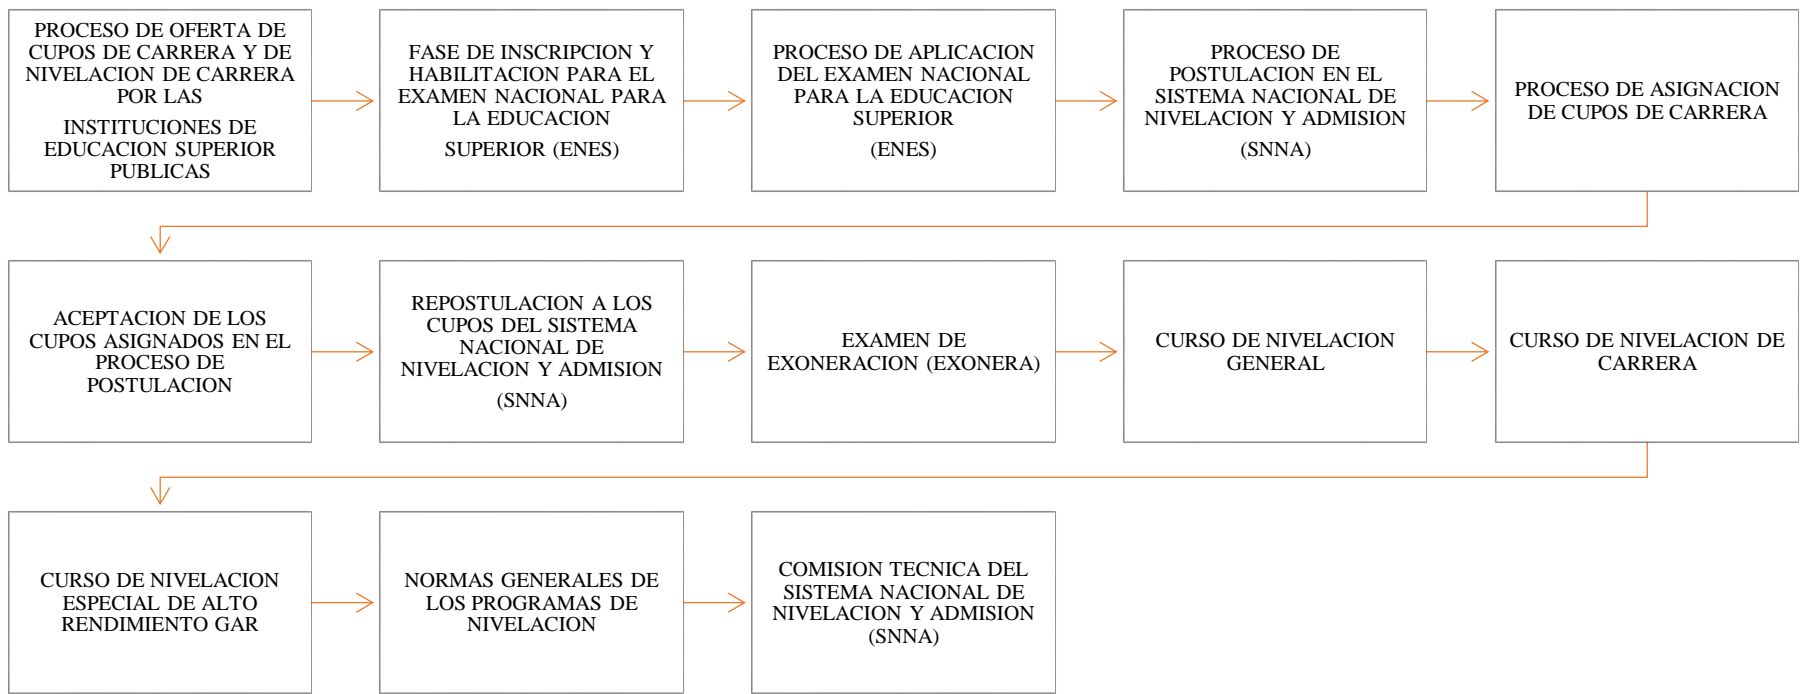 PROCESO DE OFERTA DE
CUPOS DE CARRERA Y DE
NIVELACION DE CARRERA
POR LAS
INSTITUCIONES DE
EDUCACION SUPERIOR
PUBLICAS
FASE DE INSCRIPCION Y
HABILITACION PARA EL
EXAMEN NACIONAL PARA
LA EDUCACION
SUPERIOR (ENES)
PROCESO DE APLICACION
DEL EXAMEN NACIONAL
PARA LA EDUCACION
SUPERIOR
(ENES)
PROCESO DE
POSTULACION EN EL
SISTEMA NACIONAL DE
NIVELACION Y ADMISION
(SNNA)
PROCESO DE ASIGNACION
DE CUPOS DE CARRERA
ACEPTACION DE LOS
CUPOS ASIGNADOS EN EL
PROCESO DE
POSTULACION
REPOSTULACION A LOS
CUPOS DEL SISTEMA
NACIONAL DE
NIVELACION Y ADMISION
(SNNA)
EXAMEN DE
EXONERACION (EXONERA)
CURSO DE NIVELACION
GENERAL
CURSO DE NIVELACION DE
CARRERA
CURSO DE NIVELACION
ESPECIAL DE ALTO
RENDIMIENTO GAR
NORMAS GENERALES DE
LOS PROGRAMAS DE
NIVELACION
COMISION TECNICA DEL
SISTEMA NACIONAL DE
NIVELACION Y ADMISION
(SNNA)